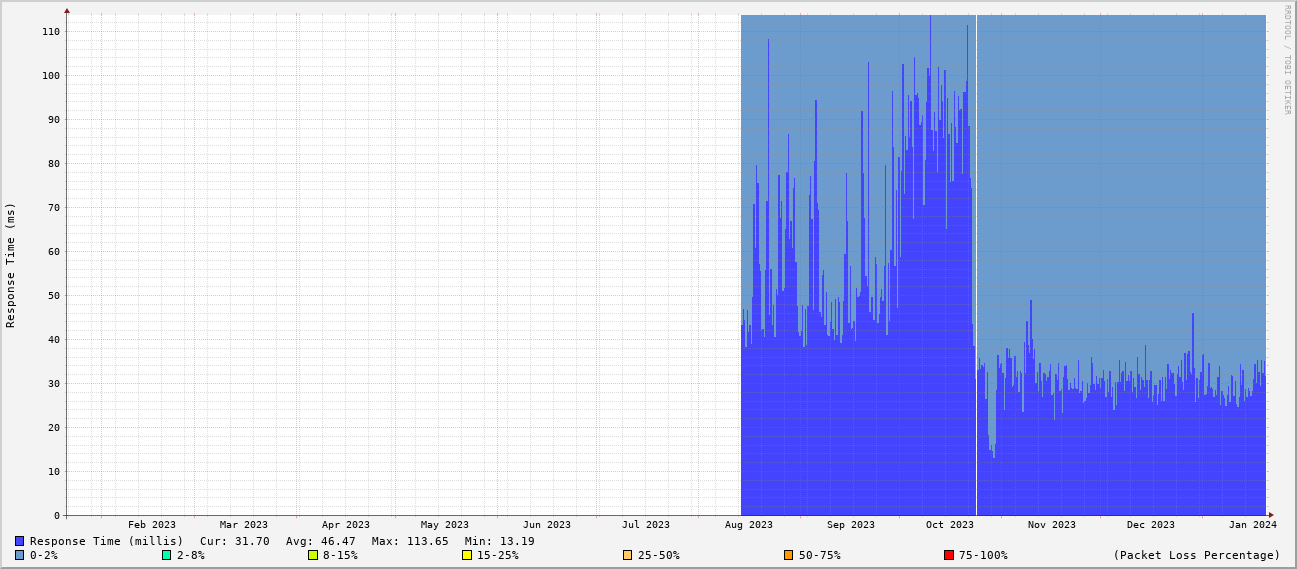 RRDTOOL / TOBI OETIKER
Response Time (ms)
110
100
90
80
70
60
50
40
30
20
10
0
Feb 2023 Mar 2023 Apr 2023 May 2023 Jun 2023 Jul 2023 Aug 2023 Sep 2023 Oct 2023 Nov 2023 Dec 2023 Jan 2024
Response Time (millis) Cur: 31.70 Avg: 46.47 Max: 113.65 Min: 13.19
0-2% 2-8% 8-15% 15-25% 25-50% 50-75% 75-100% (Packet Loss Percentage)